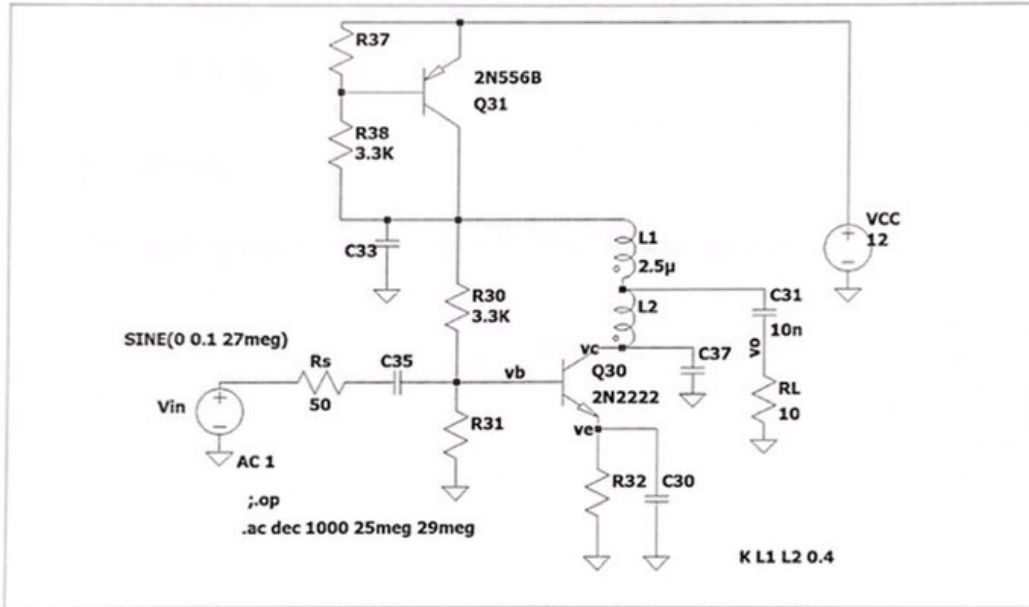 R37
2N556B
Q31
R38
3.3K
VCC
12
C33
L1
2.5µ
C31
10n
R30
3.3K
L2
SINE(0 0.1 27meg)
vo
Rs
C35
vb
vc
Q30
C37
2N2222
RL
10
Vin
50
R31
ve
AC 1
R32
C30
;.op
.ac dec 1000 25meg 29meg
K L1 L2 0.4